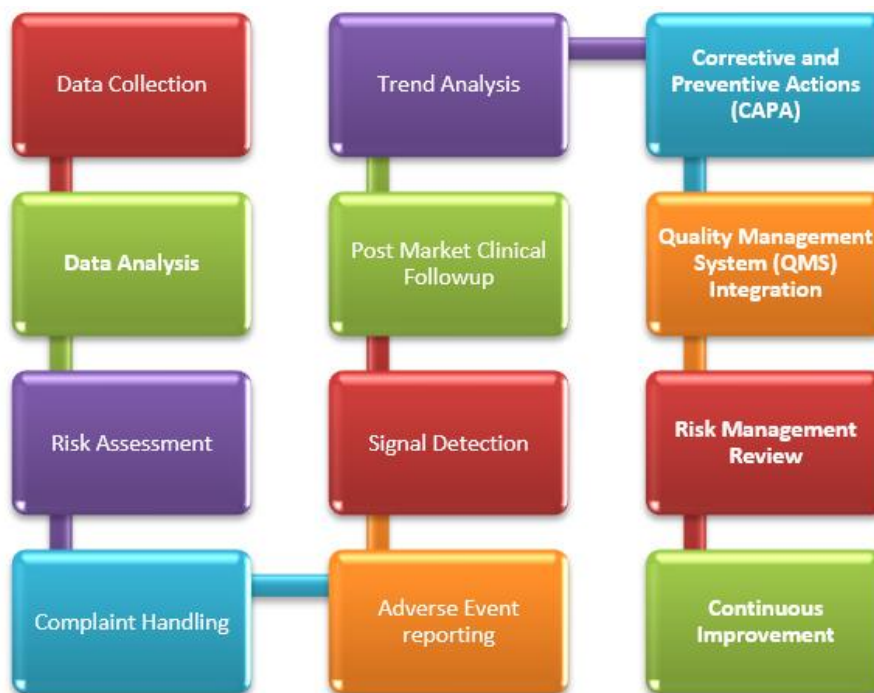 Data Collection
Data Analysis
Risk Assessment
Complaint Handling
Adverse Event
reporting
Signal Detection
Post Market Clinical
Followup
Trend Analysis
Corrective and
Preventive Actions
(CAPA)
Quality Management
System (QMS)
Integration
Risk Management
Review
Continuous
Improvement